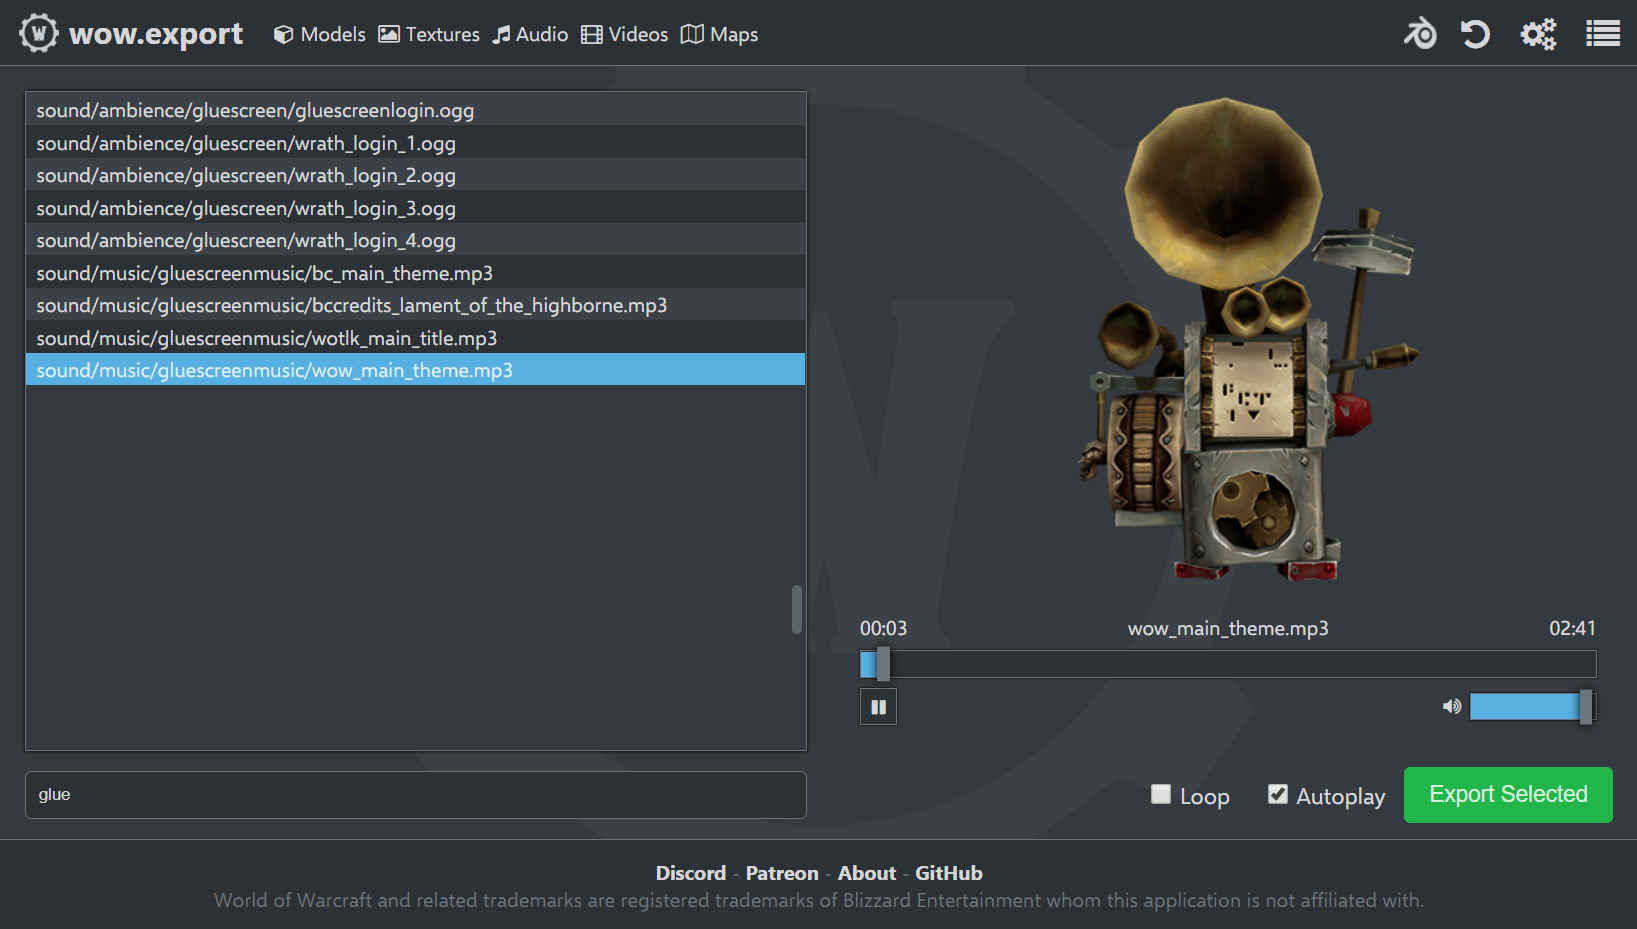 wow.export Models Textures Audio Videos Maps
sound/ambience/gluescreen/gluescreenlogin.ogg
sound/ambience/gluescreen/wrath_login_1.ogg
sound/ambience/gluescreen/wrath_login_2.ogg
sound/ambience/gluescreen/wrath_login_3.ogg
sound/ambience/gluescreen/wrath_login_4.ogg
sound/music/gluescreenmusic/bc_main_theme.mp3
sound/music/gluescreenmusic/bccredits_lament_of_the_highborne.mp3
sound/music/gluescreenmusic/wotlk_main_title.mp3
sound/music/gluescreenmusic/wow_main_theme.mp3
00:03 wow_main_theme.mp3 02:41
glue
Loop Autoplay Export Selected
Discord - Patreon - About - GitHub
World of Warcraft and related trademarks are registered trademarks of Blizzard Entertainment whom this application is not affiliated with.